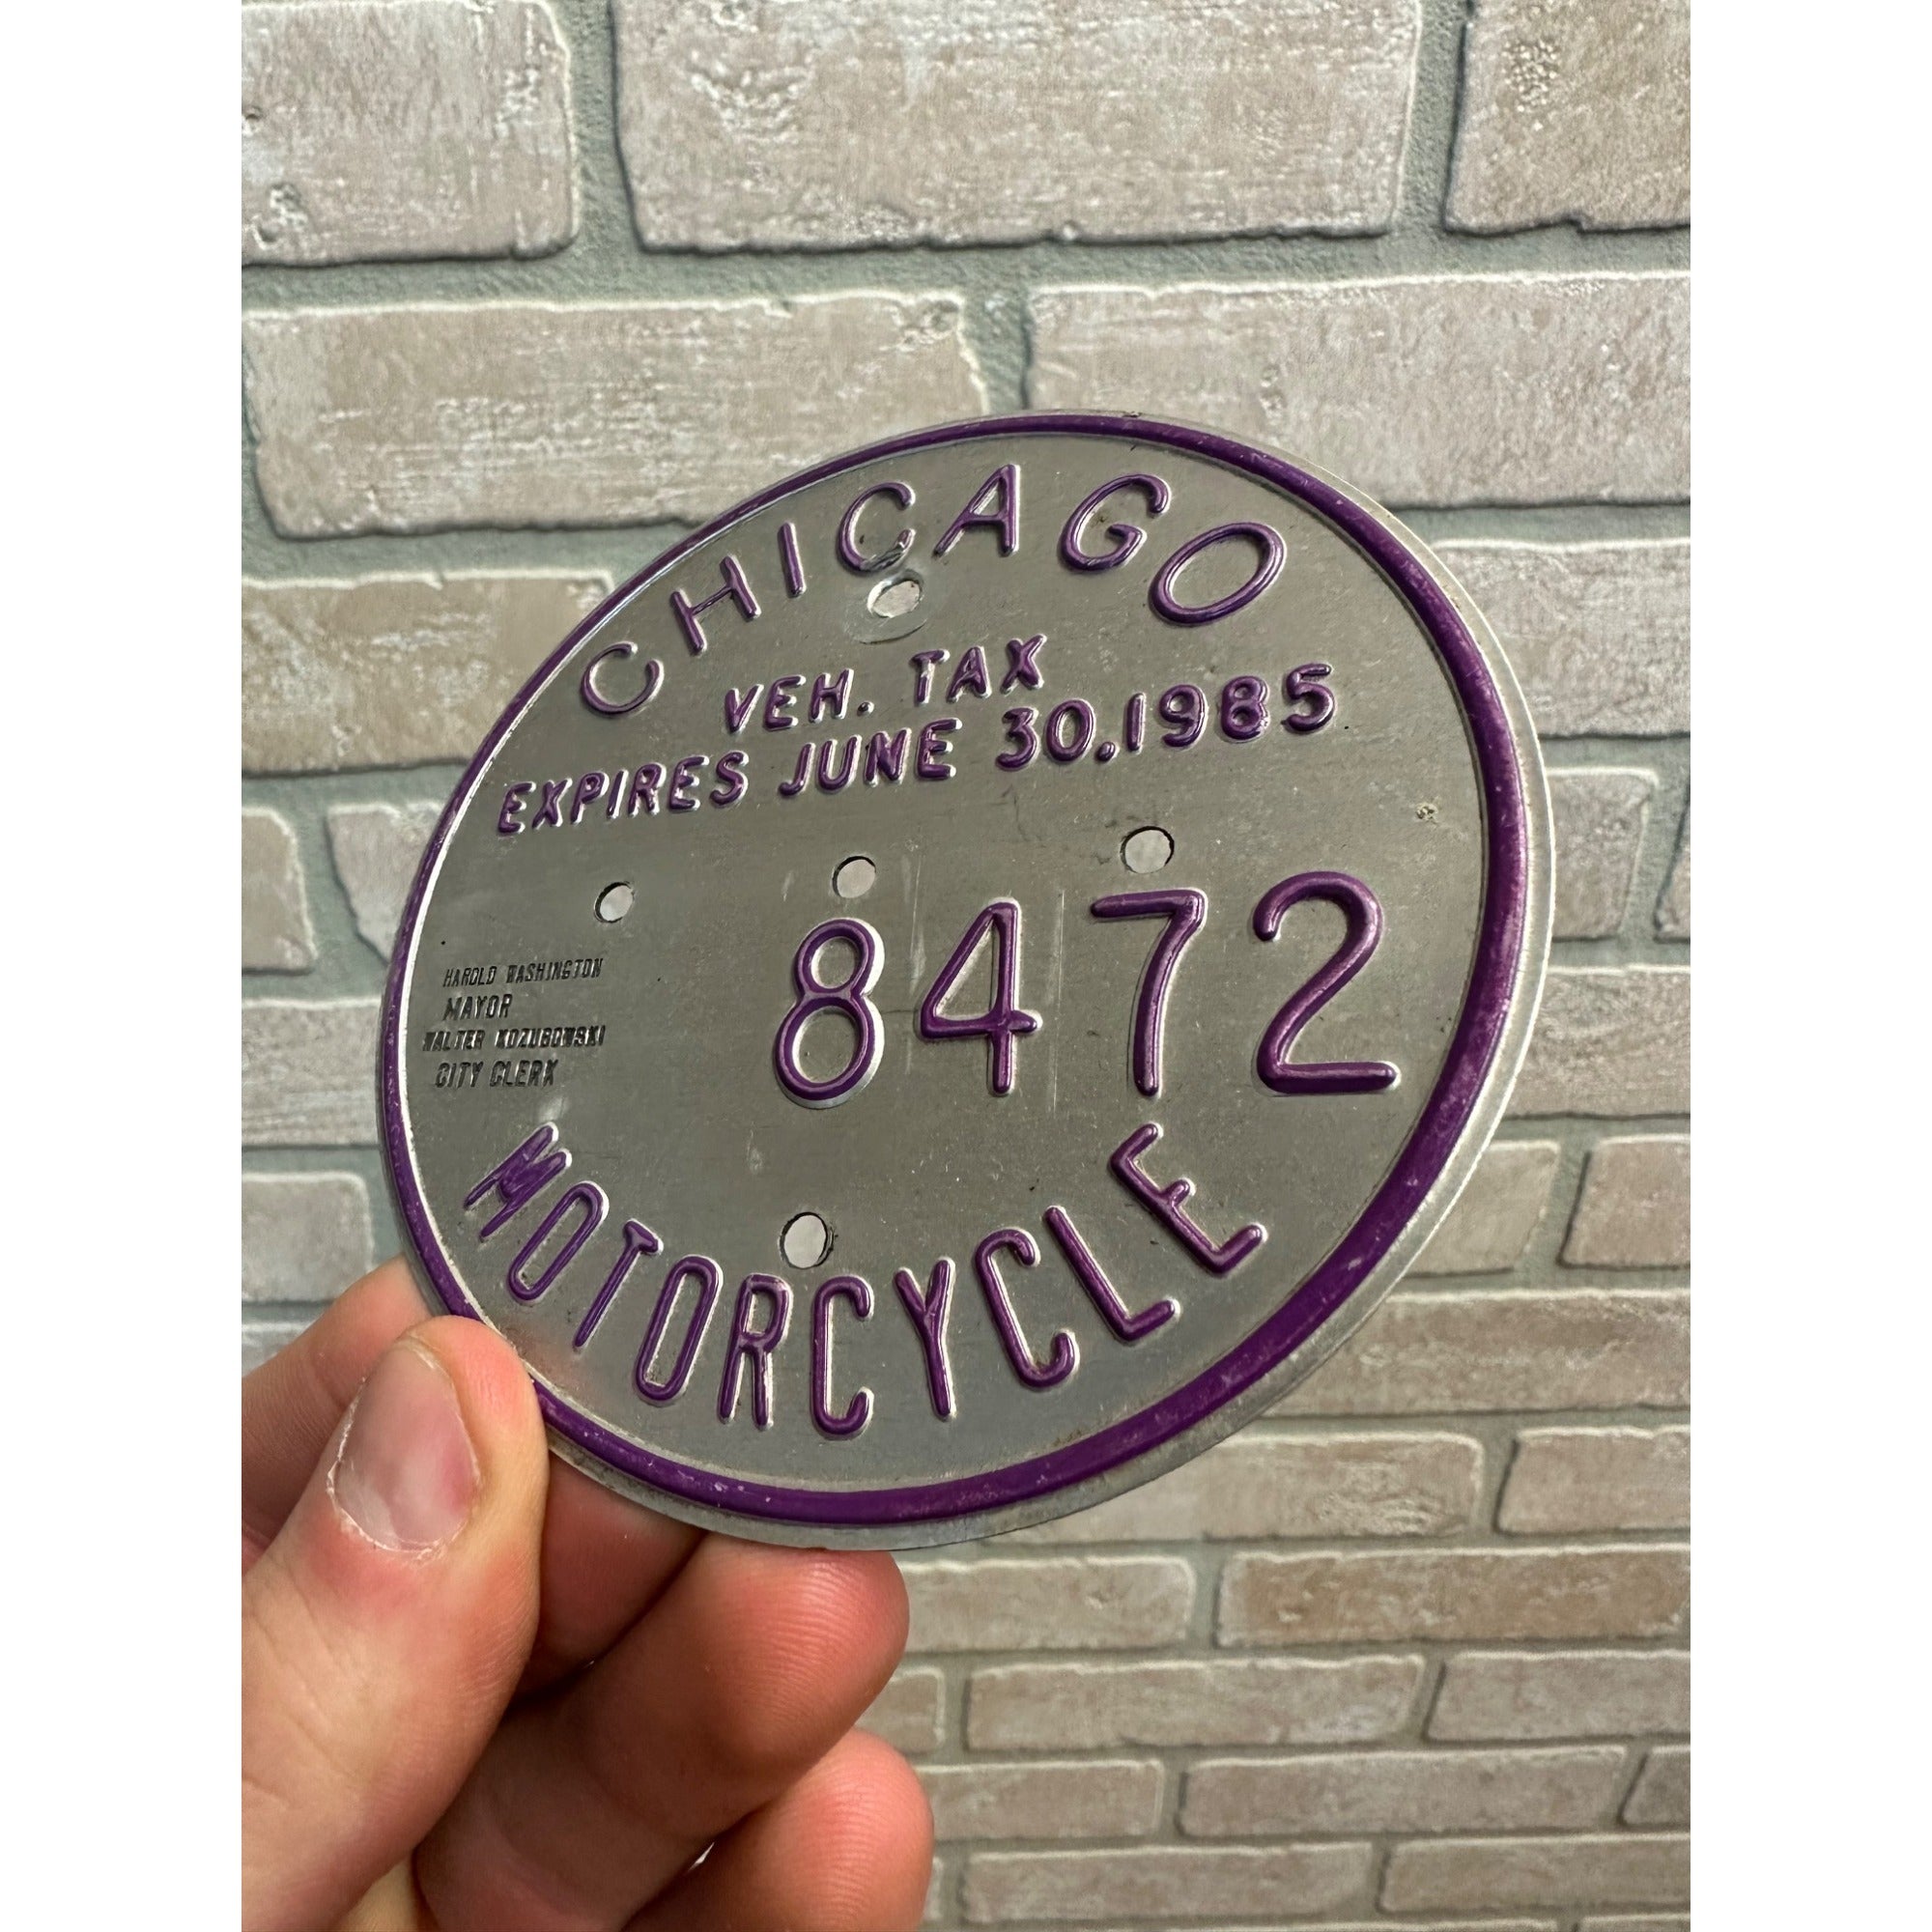 CHICAGO
VEH. TAX
EXPIRES JUNE 30,1985
8472
HAROLD WASHINGTON
MAYOR
WALTER KOZUBOWSKI
CITY CLERK
MOTORCYCLE